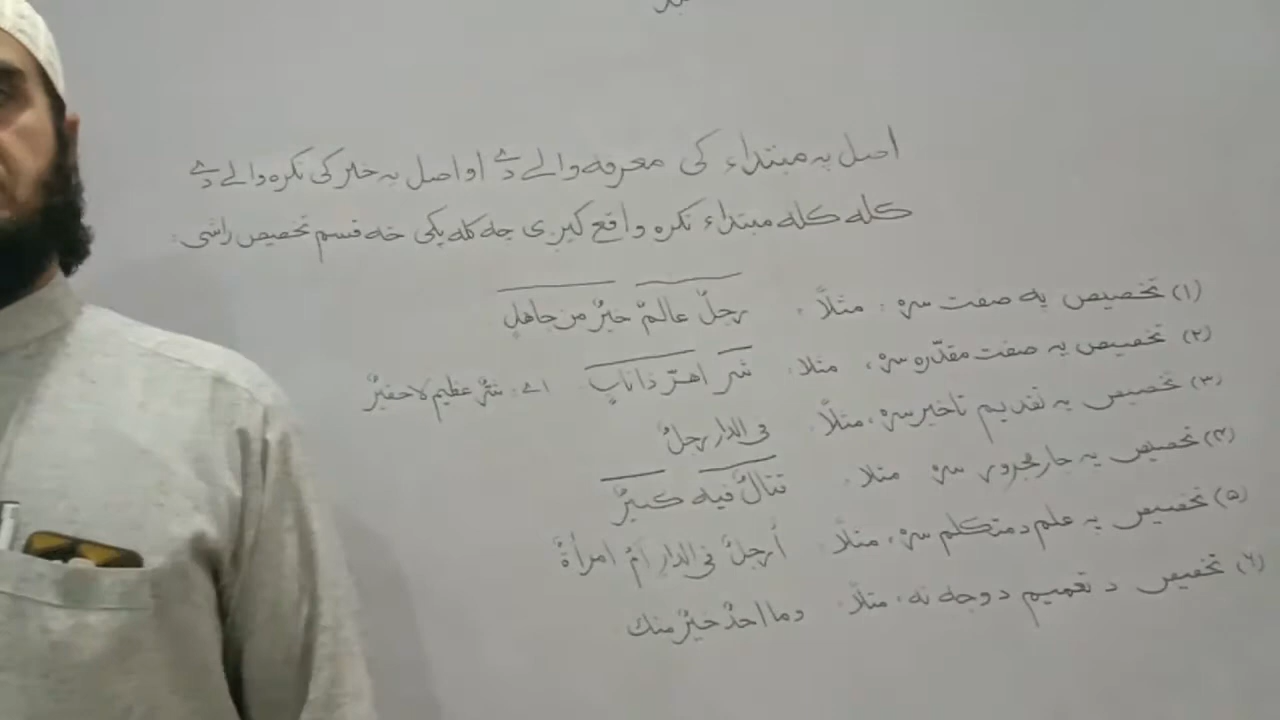 اصل په مبتداء کی معرفه والے دے او اصل په خبر کی نکره والے دے
کله کله مبتداء نکره واقع کیږی چه کله پکی څه قسم تخصیص راشی.
(۱) تخصیص په صفت سره، مثلاً، رجلٌ عالمٌ خیرٌ من جاهلٍ
(۲) تخصیص په صفت مقدّره سره، مثلا، شر اهرّ ذا نابٍ اے. شرٌ عظیم لا حقیرٌ
(۳) تخصیص په تقدیم تاخیر سره، مثلاً فی الدار رجلٌ
(۴) تخصیص په جار مجرور سره مثلا. قتالٌ فیه کبیرٌ
(۵) تخصیص په علم د متکلم سره، مثلاً أرجلٌ فی الدارِ امْ امرأةٌ
(۶) تخصیص د تعمیم د وجه نه، مثلاً وما احدٌ خیرٌ منك